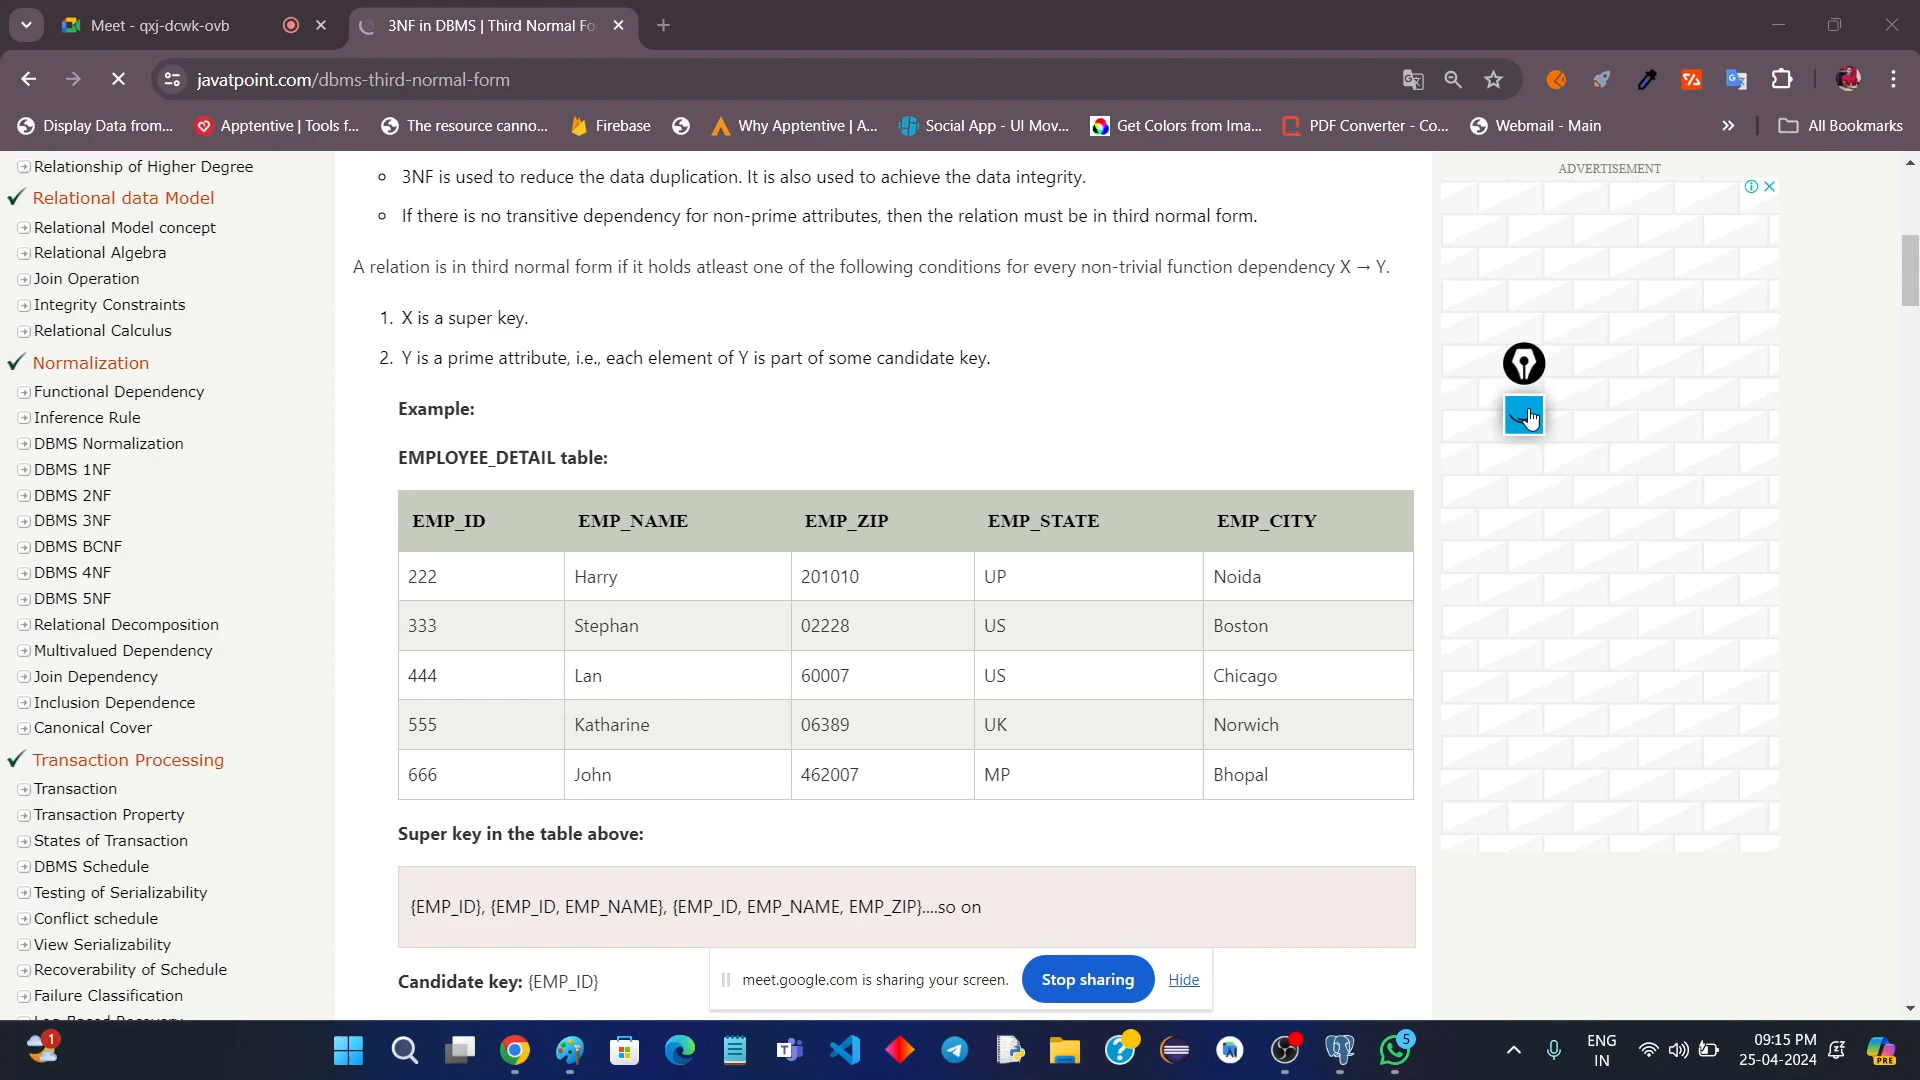 Meet - qxj-dcwk-ovb
3NF in DBMS | Third Normal Fo
javatpoint.com/dbms-third-normal-form
Display Data from...
Apptentive | Tools f...
The resource canno...
Firebase
Why Apptentive | A...
Social App - UI Mov...
Get Colors from Ima...
PDF Converter - Co...
Webmail - Main
All Bookmarks
Relationship of Higher Degree
Relational data Model
Relational Model concept
Relational Algebra
Join Operation
Integrity Constraints
Relational Calculus
Normalization
Functional Dependency
Inference Rule
DBMS Normalization
DBMS 1NF
DBMS 2NF
DBMS 3NF
DBMS BCNF
DBMS 4NF
DBMS 5NF
Relational Decomposition
Multivalued Dependency
Join Dependency
Inclusion Dependence
Canonical Cover
Transaction Processing
Transaction
Transaction Property
States of Transaction
DBMS Schedule
Testing of Serializability
Conflict schedule
View Serializability
Recoverability of Schedule
Failure Classification
3NF is used to reduce the data duplication. It is also used to achieve the data integrity.
If there is no transitive dependency for non-prime attributes, then the relation must be in third normal form.
A relation is in third normal form if it holds atleast one of the following conditions for every non-trivial function dependency X → Y.
1. X is a super key.
2. Y is a prime attribute, i.e., each element of Y is part of some candidate key.
Example:
EMPLOYEE_DETAIL table:
EMP_ID EMP_NAME EMP_ZIP EMP_STATE EMP_CITY
222 Harry 201010 UP Noida
333 Stephan 02228 US Boston
444 Lan 60007 US Chicago
555 Katharine 06389 UK Norwich
666 John 462007 MP Bhopal
Super key in the table above:
{EMP_ID}, {EMP_ID, EMP_NAME}, {EMP_ID, EMP_NAME, EMP_ZIP}....so on
Candidate key: {EMP_ID}
ADVERTISEMENT
meet.google.com is sharing your screen.
Stop sharing
Hide
1
5
ENG
IN
09:15 PM
25-04-2024
PRE